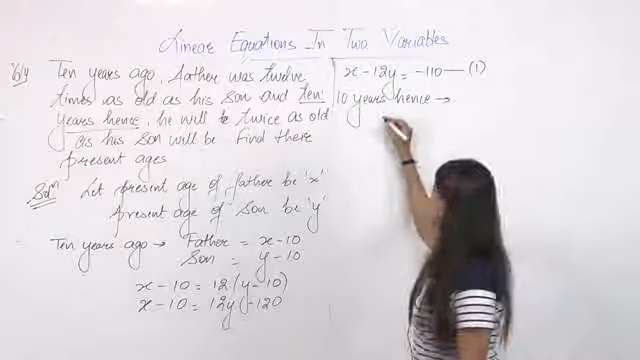 Linear Equations In Two Variables
Ten years ago, father was twelve
times as old as his son and ten
years hence, he will be twice as old
as his son will be Find there
present ages
Solⁿ
Let present age of father be 'x'
present age of son be 'y'
Ten years ago → Father = x-10
Son = y-10
x-10 = 12(y-10)
x-10 = 12y(-120
x-12y = -110 — (1)
10 years hence →